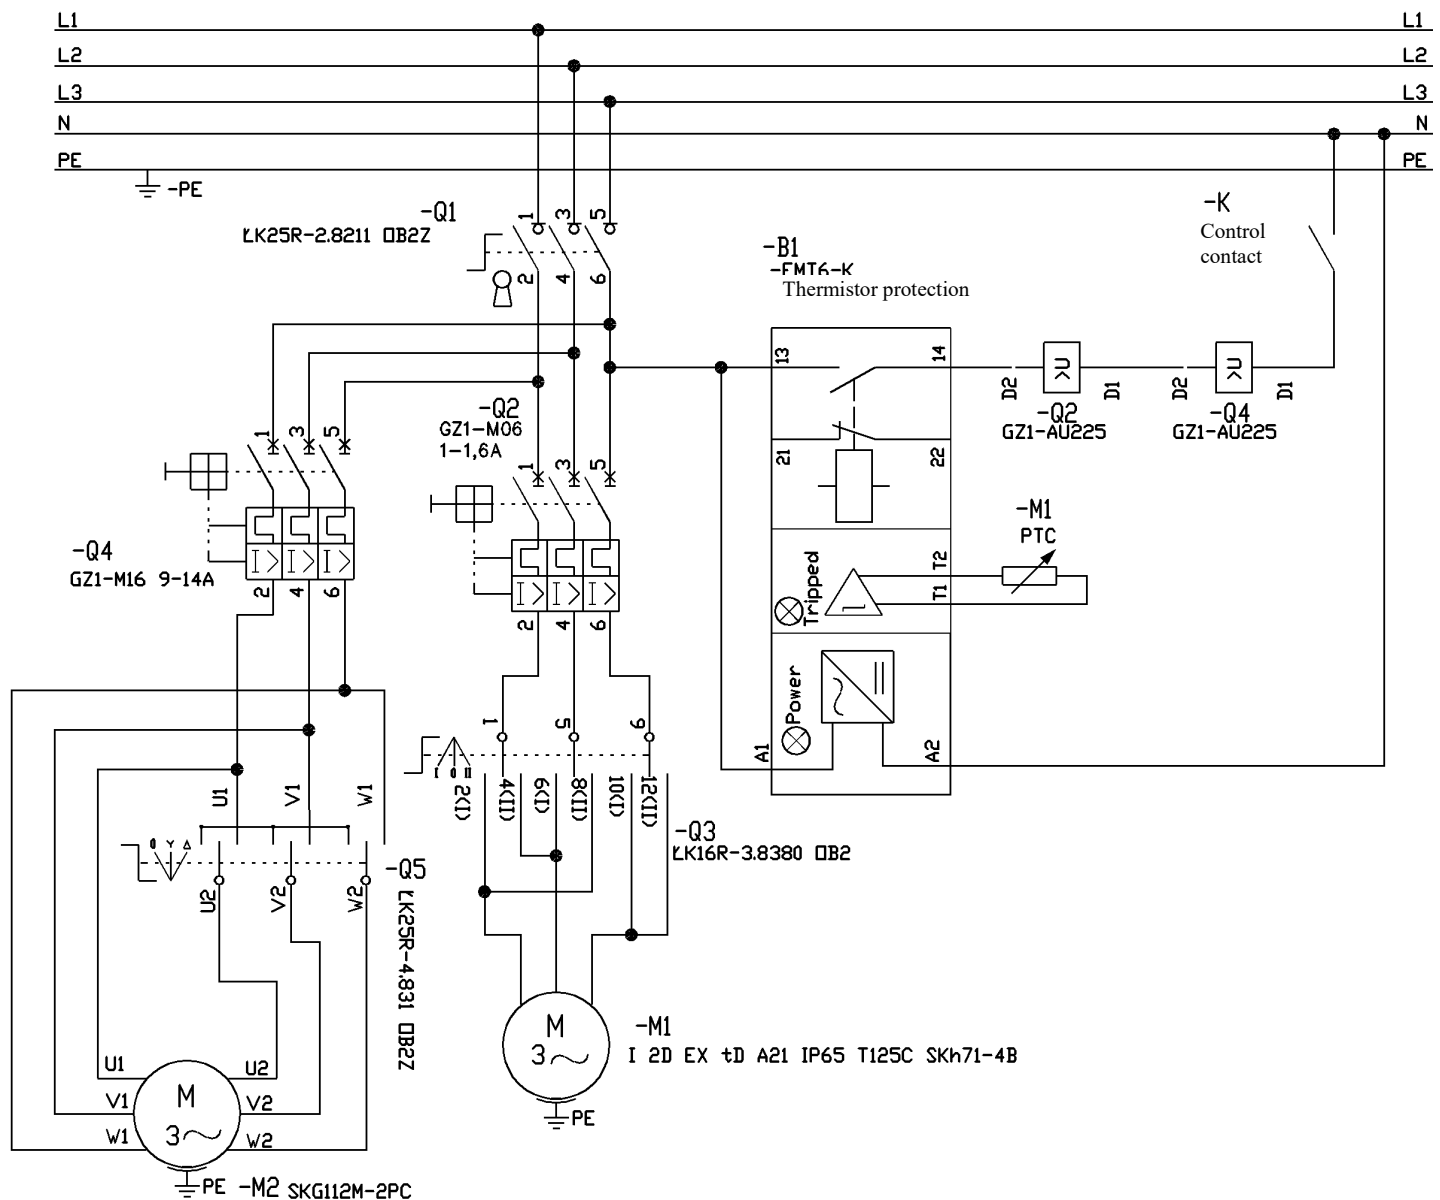 L1 L1
L2 L2
L3 L3
N N
PE PE
-PE
-Q1
ŁK25R-2.8211 OB2Z
1 3 5
2 4 6
-K
Control
contact
-B1
Thermistor protection
13 14
21 22
D2 D1
-Q2
GZ1-AU225
D2 D1
-Q4
GZ1-AU225
U>
U>
-Q2
GZ1-M06
1-1,6A
1 3 5
I> I> I>
2 4 6
1 3 5
-Q4
GZ1-M16 9-14A
I> I> I>
2 4 6
-M1
PTC
T2
T1
Tripped
Power
A1 A2
1 5 9
I 0 II
2(I) 4(II) 6(I) 8(II) 10(I) 12(II)
-Q3
ŁK16R-3.8380 OB2
U1 V1 W1
0 Y Δ
U2 V2 W2
-Q5
ŁK25R-4.831 OB2Z
M
3~
-M1
I 2D EX tD A21 IP65 T125C SKh71-4B
PE
U1 U2
V1 V2
W1 W2
M
3~
PE
-M2 SKG112M-2PC